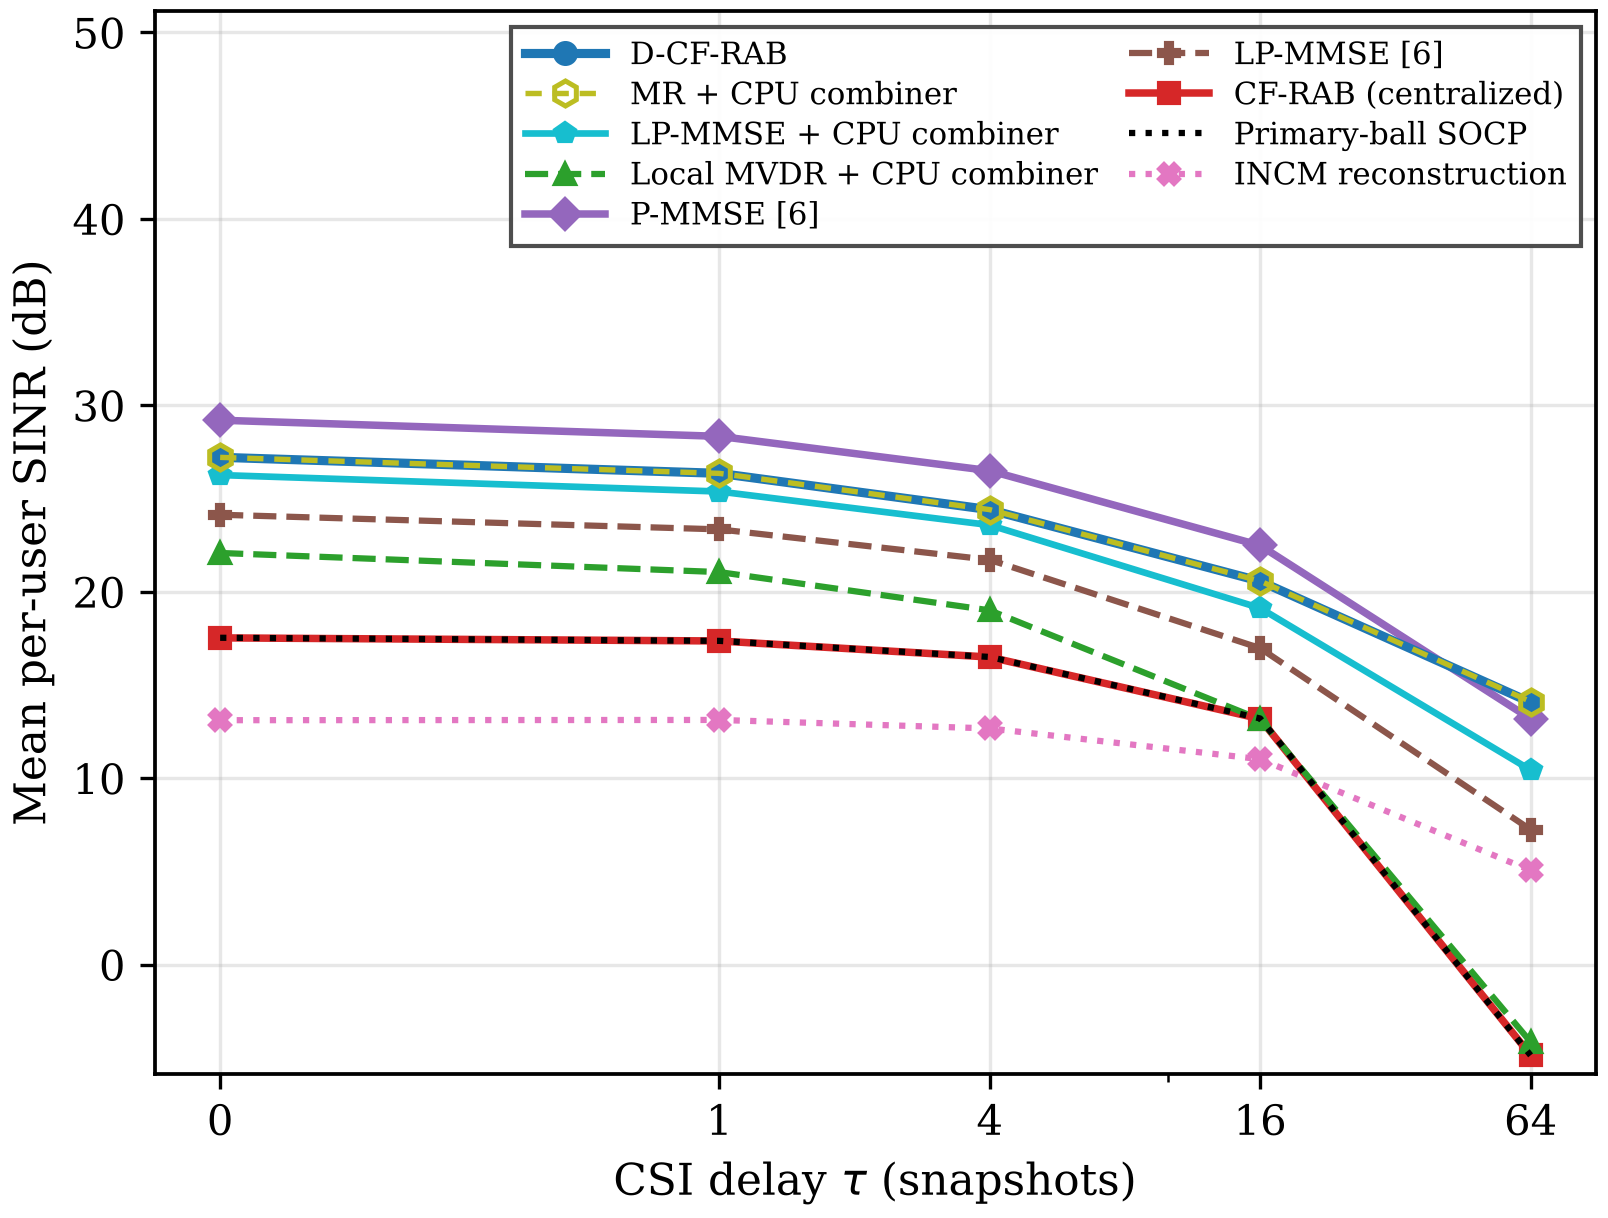 50
40
30
20
10
0
Mean per-user SINR (dB)
D-CF-RAB
MR + CPU combiner
LP-MMSE + CPU combiner
Local MVDR + CPU combiner
P-MMSE [6]
LP-MMSE [6]
CF-RAB (centralized)
Primary-ball SOCP
INCM reconstruction
0 1 4 16 64
CSI delay τ (snapshots)